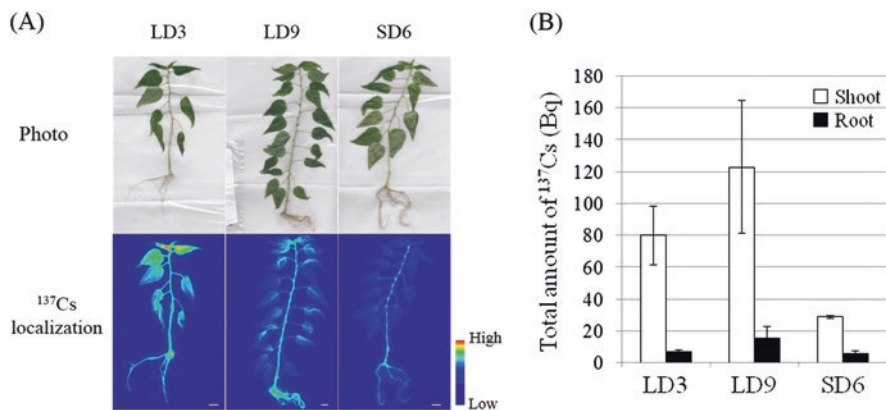 (A)
LD3 LD9 SD6
Photo
¹³⁷Cs
localization
High
Low
(B)
Total amount of ¹³⁷Cs (Bq)
180
160
140
120
100
80
60
40
20
0
Shoot
Root
LD3 LD9 SD6